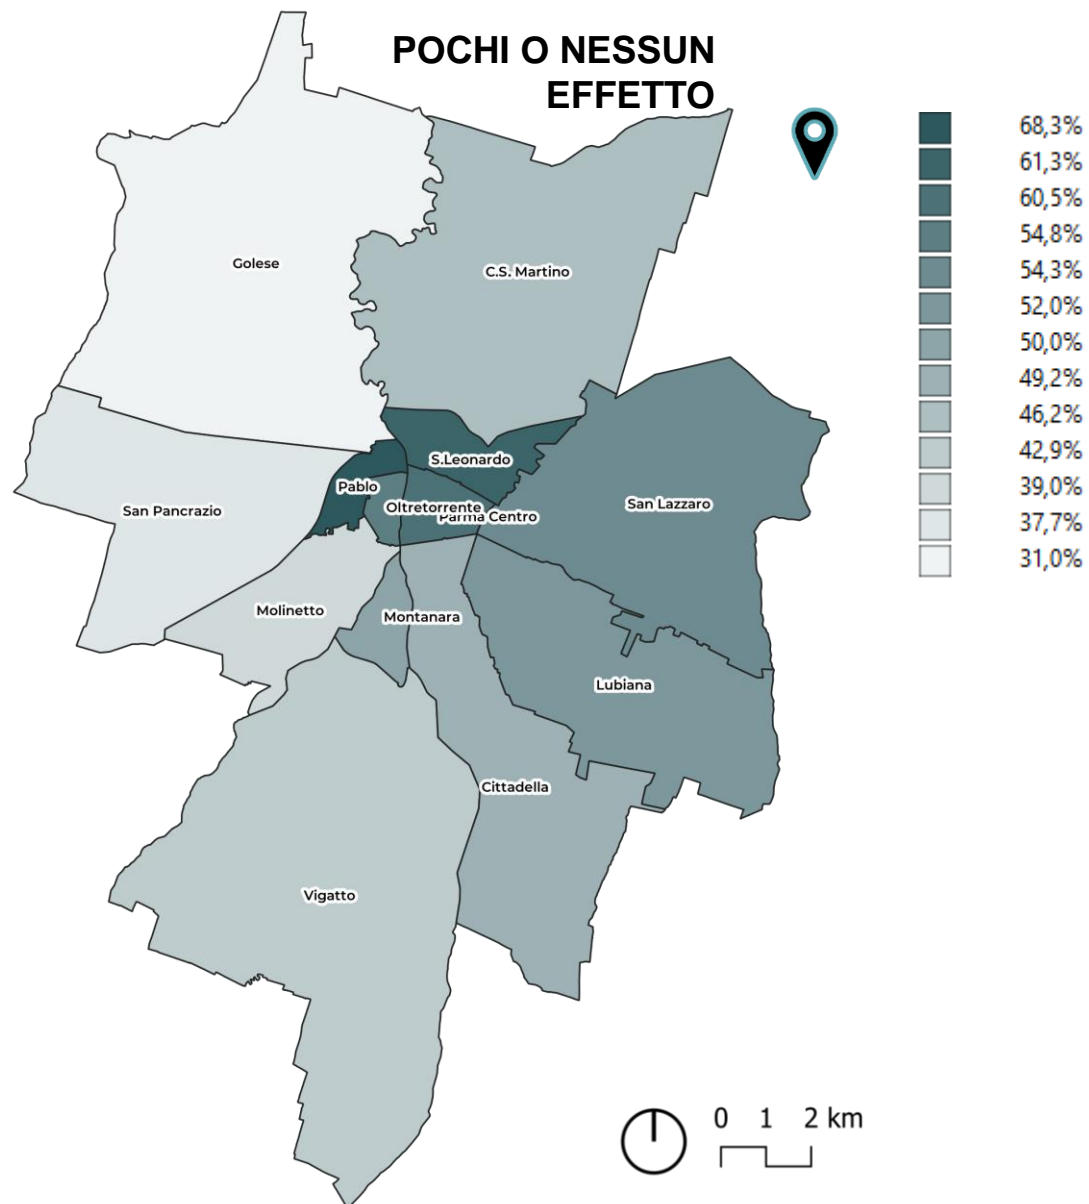 POCHI O NESSUN
EFFETTO
68,3%
61,3%
60,5%
54,8%
54,3%
52,0%
50,0%
49,2%
46,2%
42,9%
39,0%
37,7%
31,0%
Golese
C.S. Martino
S.Leonardo
Pablo
San Pancrazio
Oltretorrente
Parma Centro
San Lazzaro
Molinetto
Montanara
Lubiana
Cittadella
Vigatto
0 1 2 km